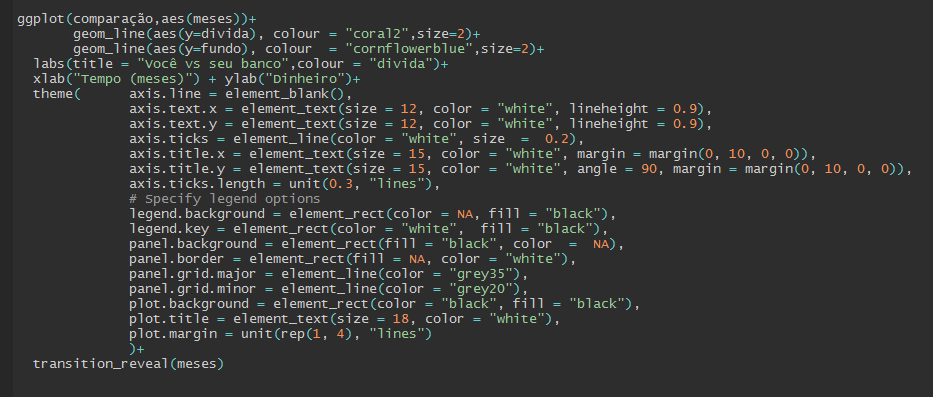 ggplot(comparação,aes(meses))+
geom_line(aes(y=divida), colour = "coral2",size=2)+
geom_line(aes(y=fundo), colour  = "cornflowerblue",size=2)+
labs(title = "Você vs seu banco",colour = "divida")+
xlab("Tempo (meses)") + ylab("Dinheiro")+
theme(      axis.line = element_blank(),
axis.text.x = element_text(size = 12, color = "white", lineheight = 0.9),
axis.text.y = element_text(size = 12, color = "white", lineheight = 0.9),
axis.ticks = element_line(color = "white", size  =  0.2),
axis.title.x = element_text(size = 15, color = "white", margin = margin(0, 10, 0, 0)),
axis.title.y = element_text(size = 15, color = "white", angle = 90, margin = margin(0, 10, 0, 0)),
axis.ticks.length = unit(0.3, "lines"),
# Specify legend options
legend.background = element_rect(color = NA, fill = "black"),
legend.key = element_rect(color = "white",  fill = "black"),
panel.background = element_rect(fill = "black", color  =  NA),
panel.border = element_rect(fill = NA, color = "white"),
panel.grid.major = element_line(color = "grey35"),
panel.grid.minor = element_line(color = "grey20"),
plot.background = element_rect(color = "black", fill = "black"),
plot.title = element_text(size = 18, color = "white"),
plot.margin = unit(rep(1, 4), "lines")
)+
transition_reveal(meses)